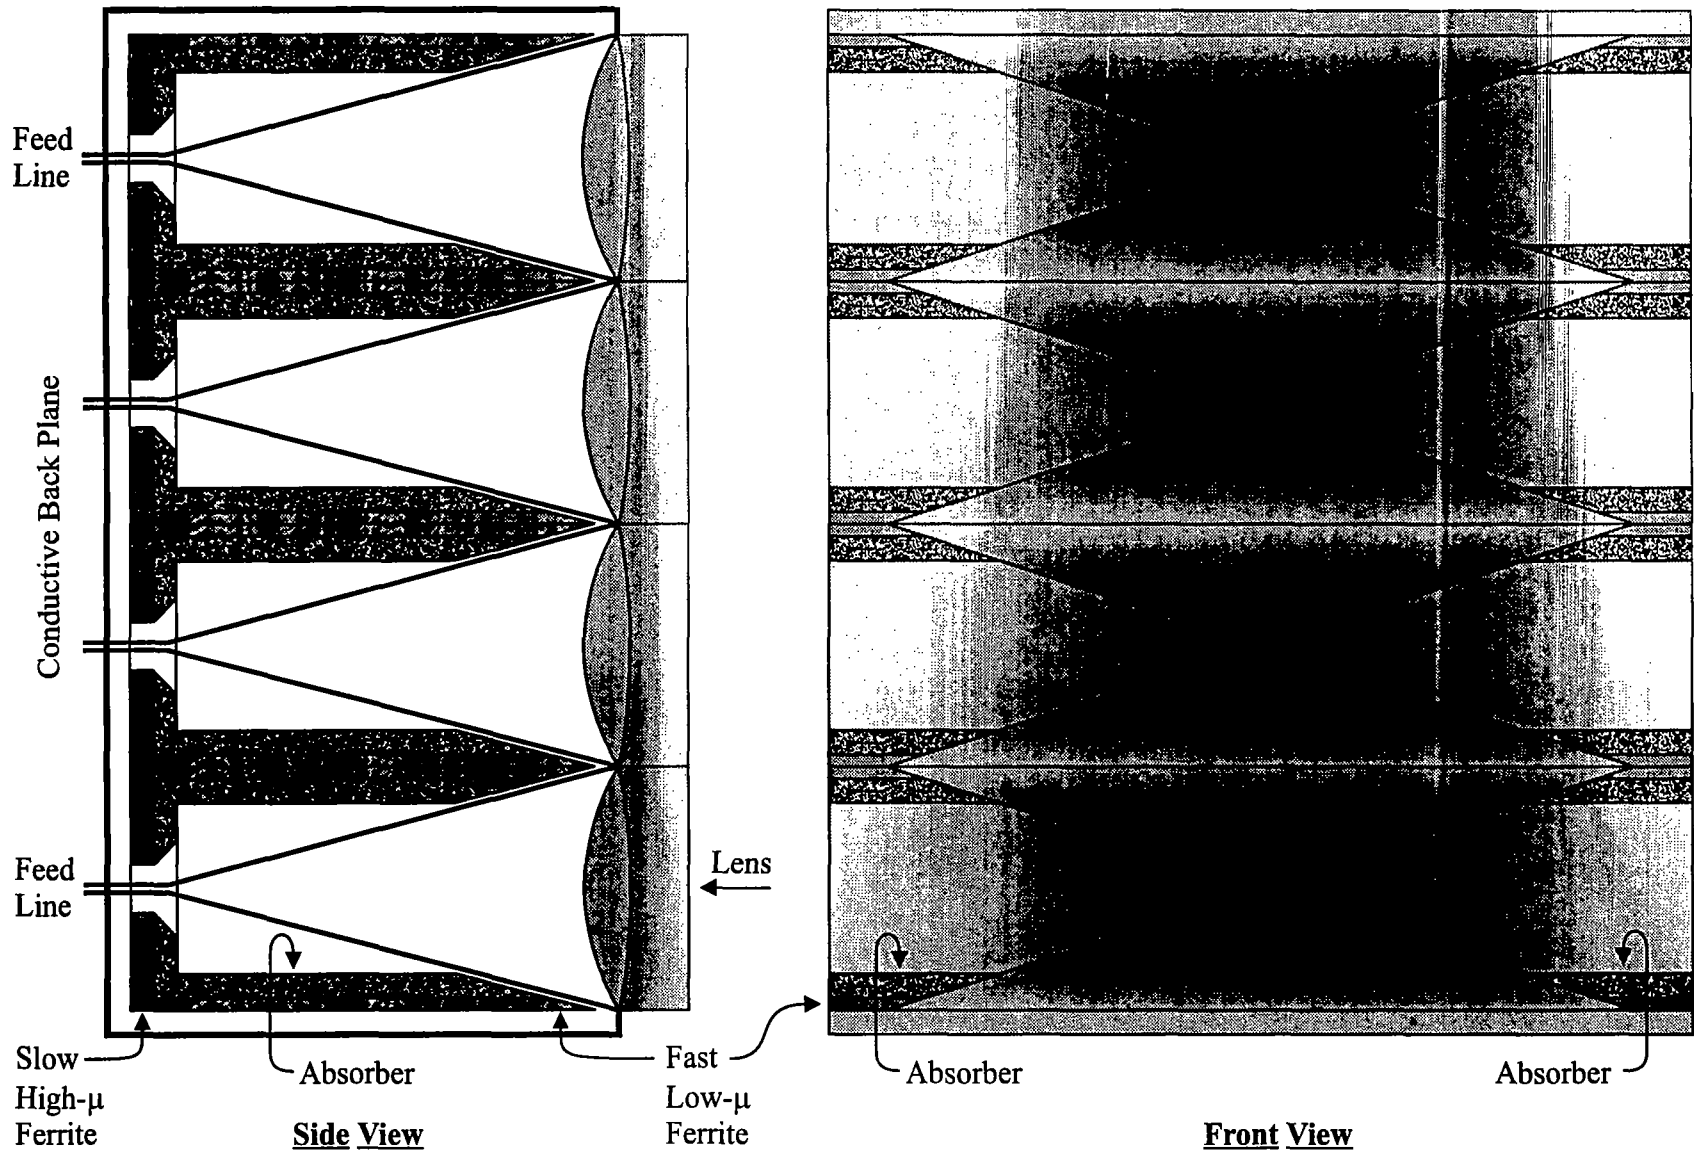 Feed
Line
Conductive Back Plane
Feed
Line
Lens
Slow
High-μ
Ferrite
Absorber
Fast
Low-μ
Ferrite
Absorber
Absorber
Side View
Front View